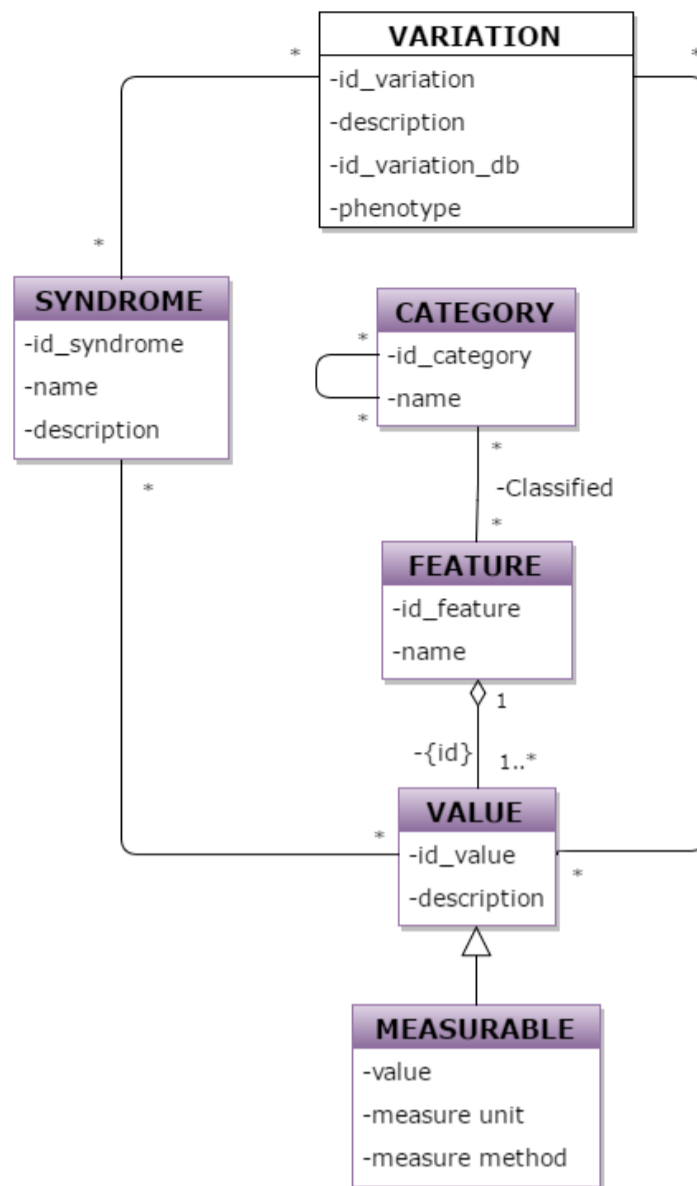 VARIATION
-id_variation
-description
-id_variation_db
-phenotype
*
*
*
SYNDROME
-id_syndrome
-name
-description
*
CATEGORY
-id_category
-name
*
*
*
-Classified
*
FEATURE
-id_feature
-name
1
-{id}
1..*
VALUE
-id_value
-description
*
*
MEASURABLE
-value
-measure unit
-measure method